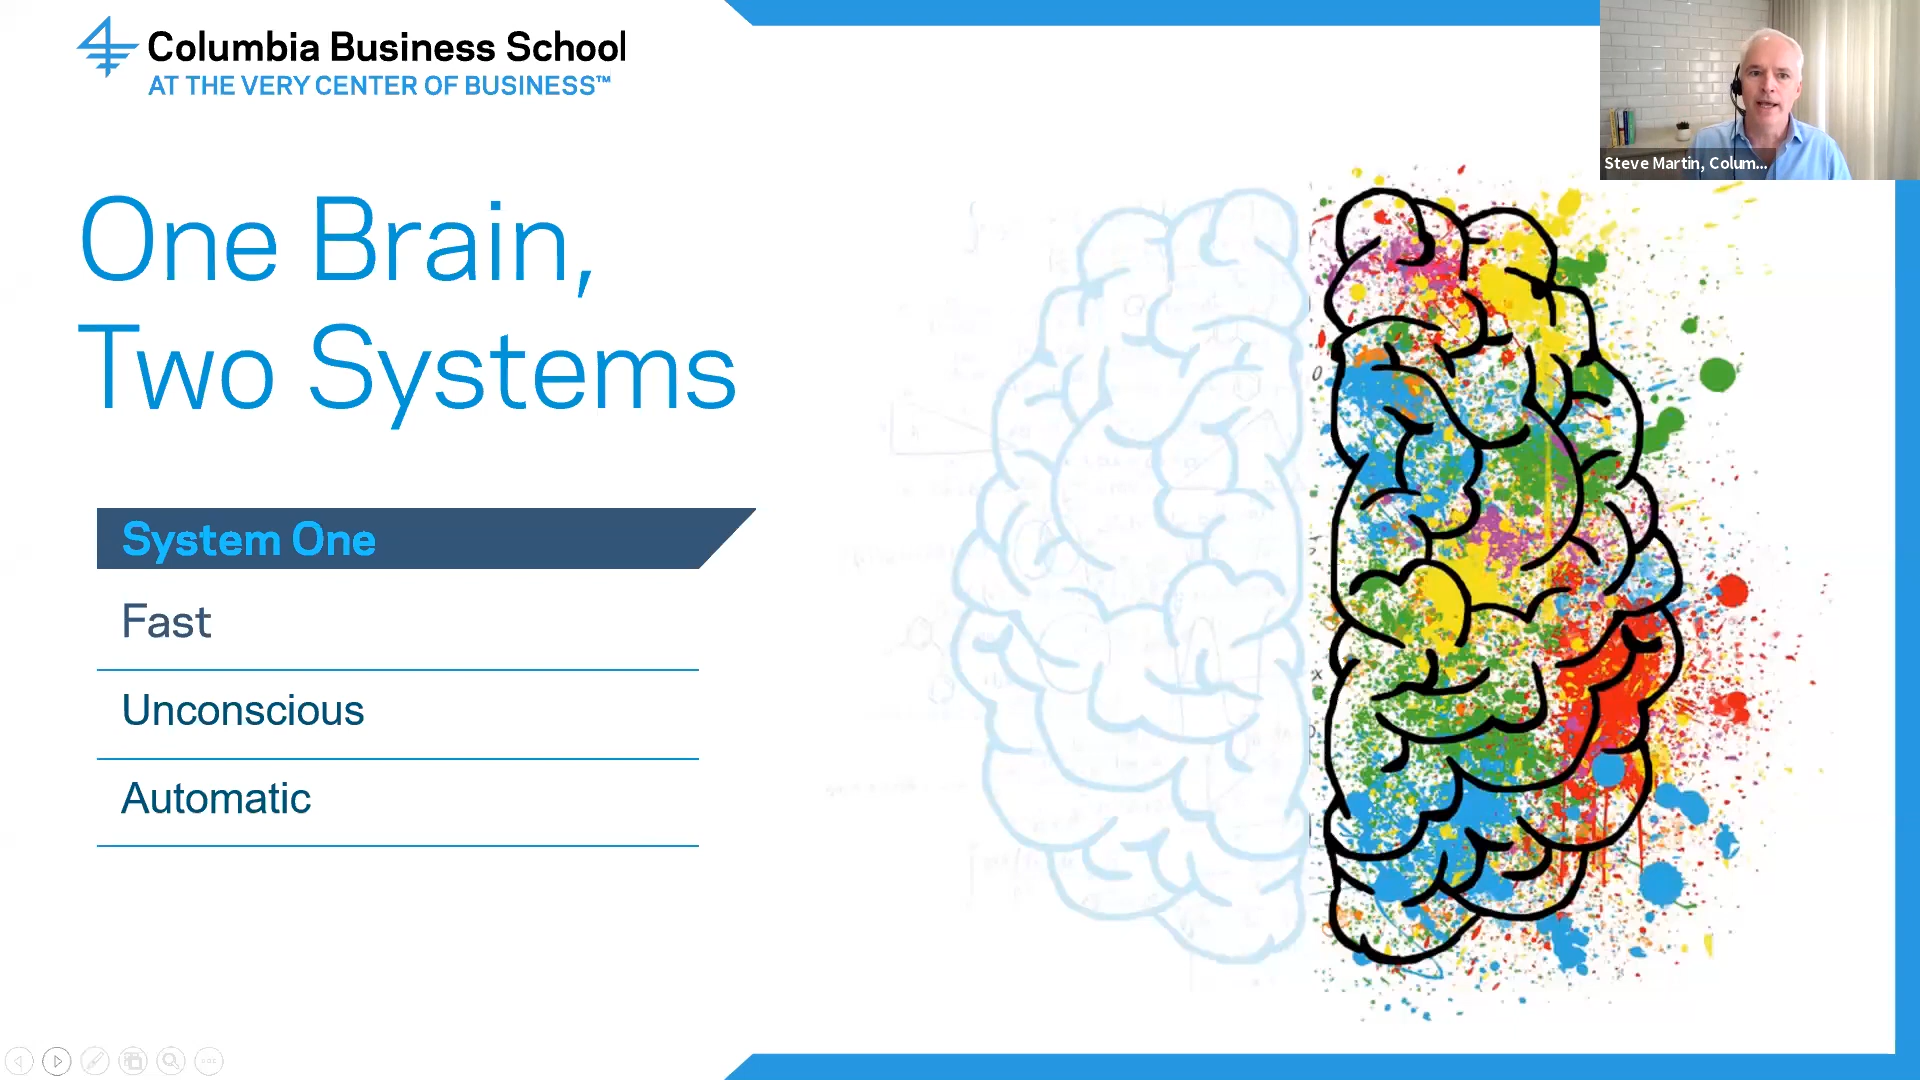 Columbia Business School
AT THE VERY CENTER OF BUSINESS™
Steve Martin, Colum...
One Brain,
Two Systems
System One
Fast
Unconscious
Automatic